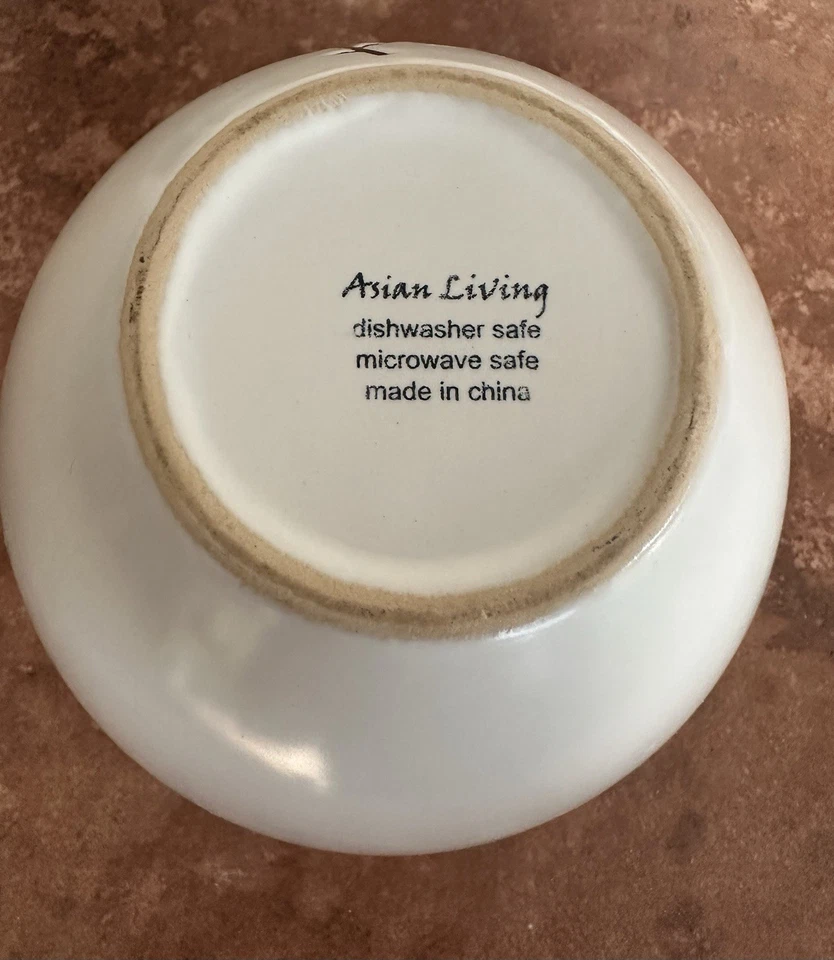 Asian Living
dishwasher safe
microwave safe
made in china